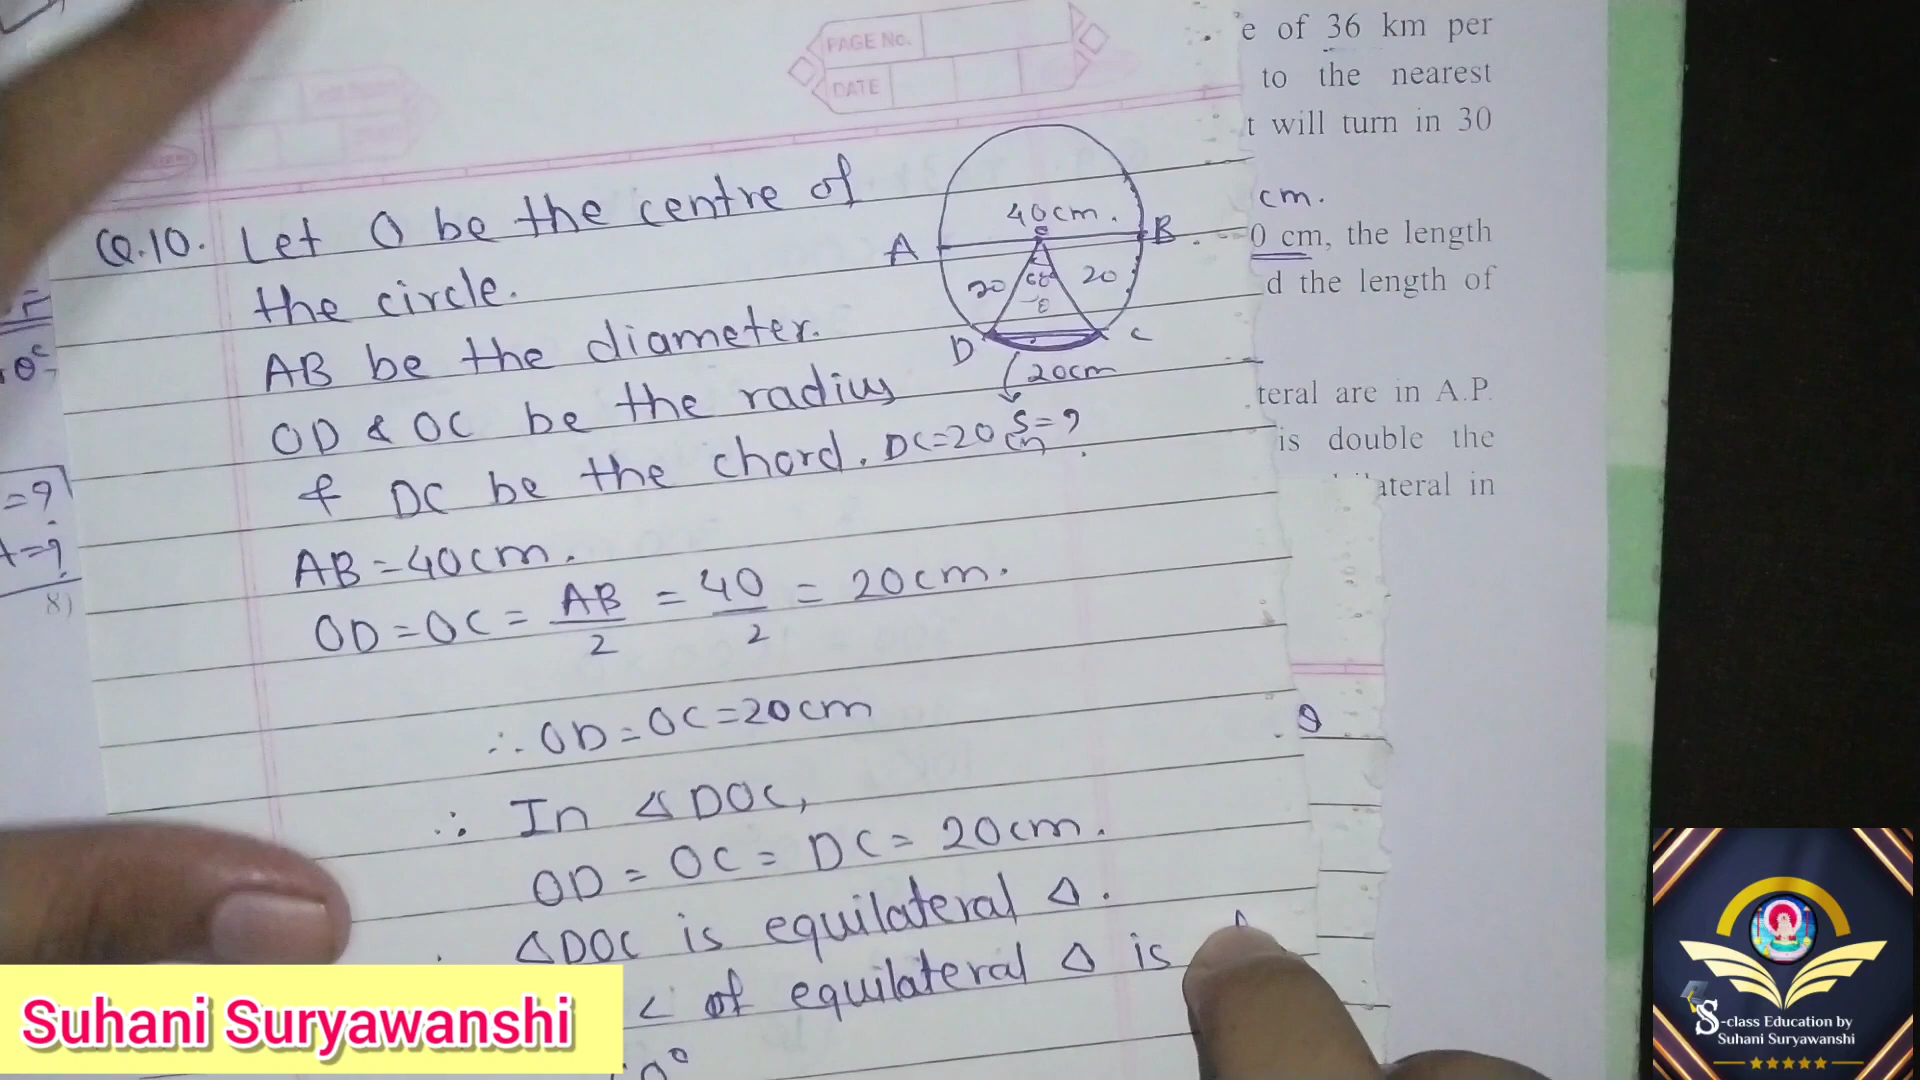 PAGE No.
DATE
e of 36 km per
to the nearest
t will turn in 30
cm.
0 cm, the length
d the length of
teral are in A.P.
is double the
ateral in
Q.10. Let O be the centre of
the circle.
AB be the diameter.
OD & OC be the radius
& DC be the chord. DC=20 cm
AB=40cm.
OD=OC= AB/2 = 40/2 = 20cm.
∴ OD=OC=20cm
∴ In △DOC,
OD = OC = DC = 20cm.
△DOC is equilateral △.
∠ of equilateral △ is
0°
40cm.
A
B
20
20
D
C
20cm
S=?
=?
=?
8)
θ
Suhani Suryawanshi
S-class Education by
Suhani Suryawanshi